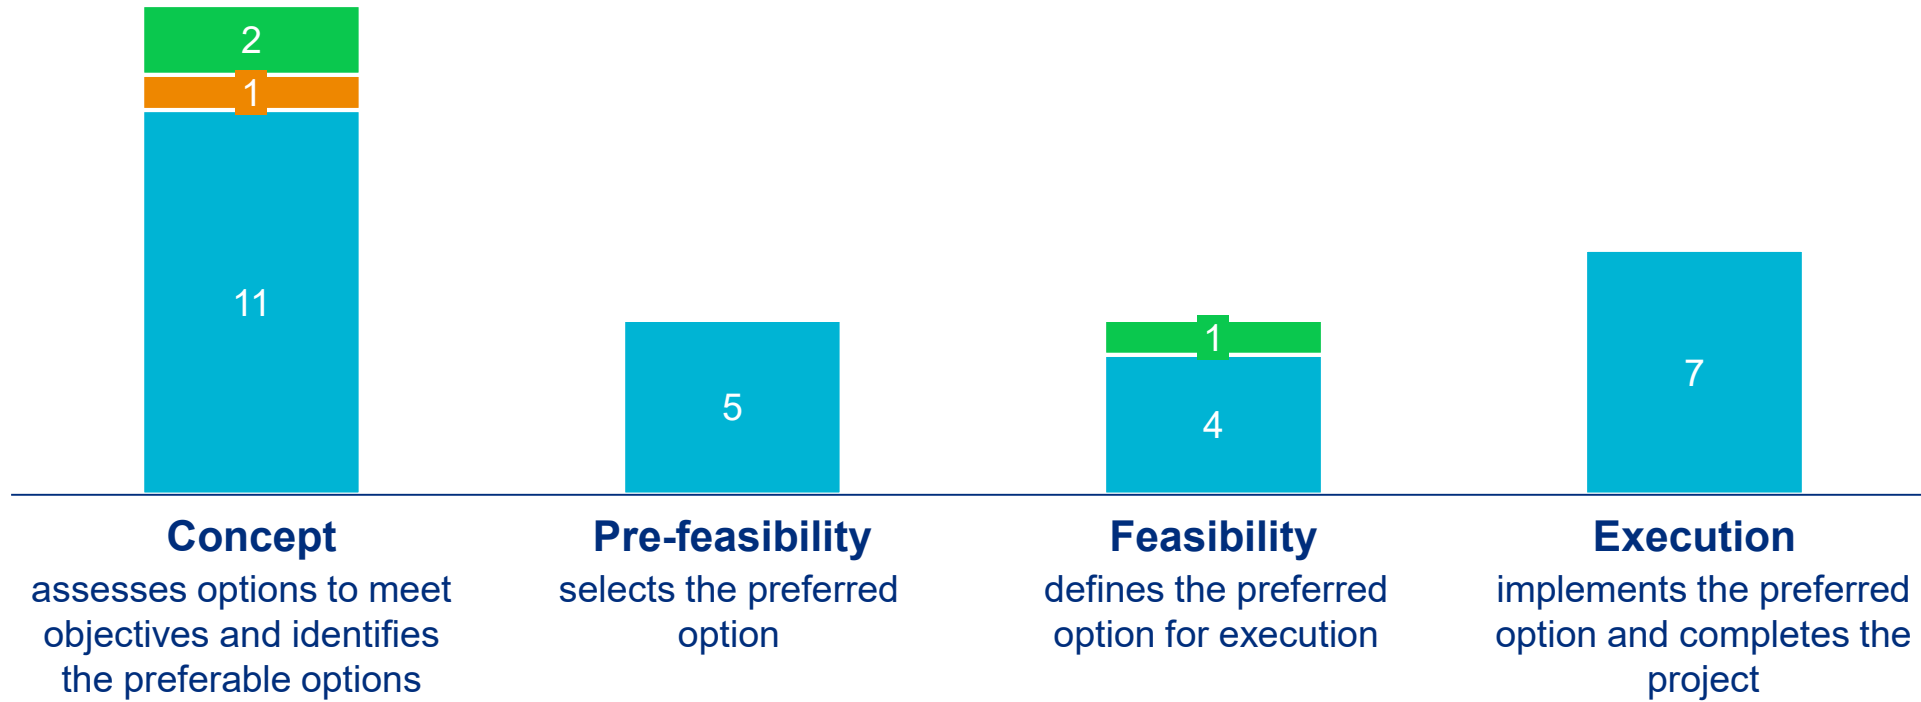 2
1
11
5
1
4
7
Concept
assesses options to meet
objectives and identifies
the preferable options
Pre-feasibility
selects the preferred
option
Feasibility
defines the preferred
option for execution
Execution
implements the preferred
option and completes the
project